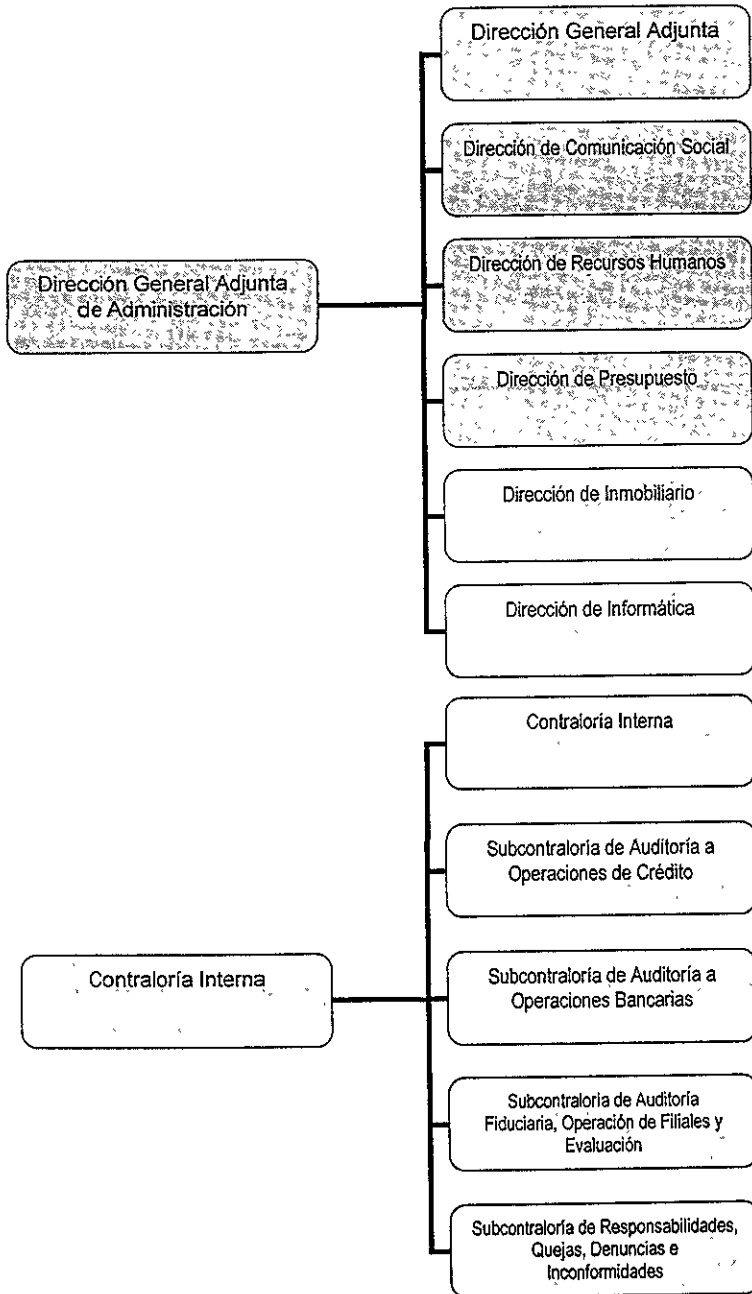 Dirección General Adjunta
Dirección de Comunicación Social
Dirección de Recursos Humanos
Dirección General Adjunta
de Administración
Dirección de Presupuesto
Dirección de Inmobiliario
Dirección de Informática
Contraloría Interna
Subcontraloría de Auditoría a
Operaciones de Crédito
Contraloría Interna
Subcontraloría de Auditoría a
Operaciones Bancarias
Subcontraloría de Auditoría
Fiduciaria, Operación de Filiales y
Evaluación
Subcontraloría de Responsabilidades,
Quejas, Denuncias e
Inconformidades